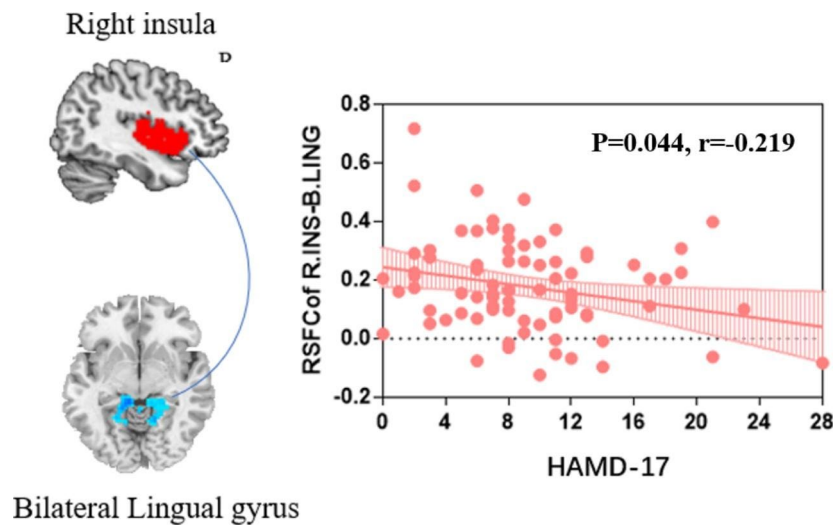 Right insula
D
Bilateral Lingual gyrus
RSFCof R.INS-B.LING
0.8
0.6
0.4
0.2
0.0
-0.2
P=0.044, r=-0.219
0 4 8 12 16 20 24 28
HAMD-17